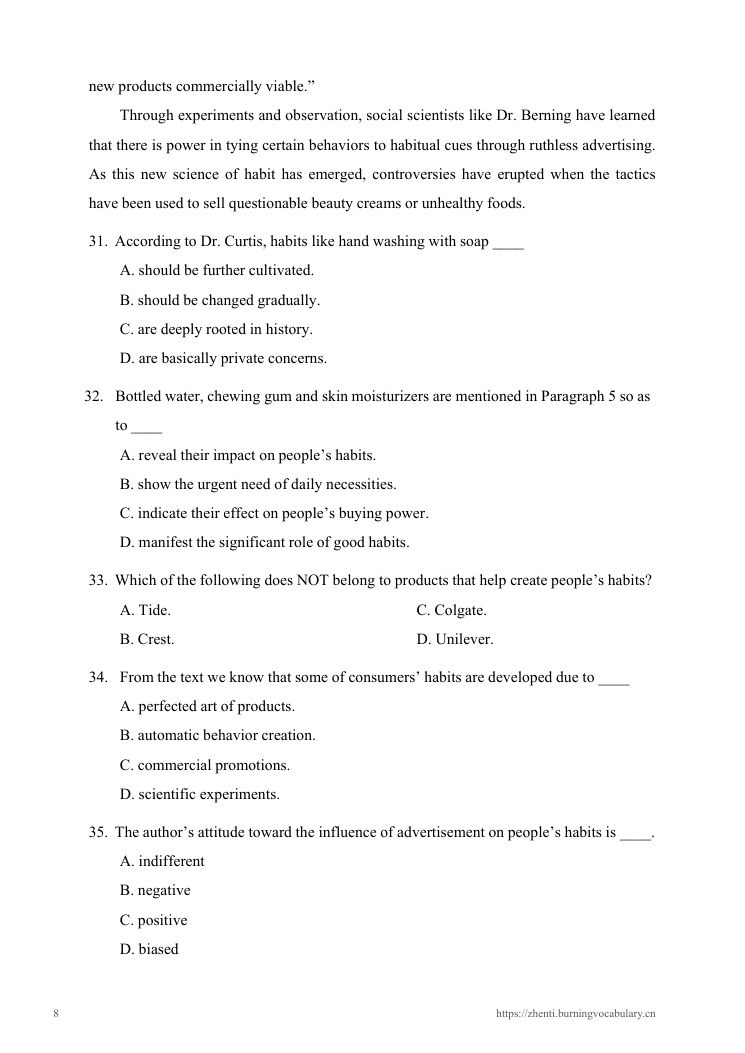 new products commercially viable.”
Through experiments and observation, social scientists like Dr. Berning have learned
that there is power in tying certain behaviors to habitual cues through ruthless advertising.
As this new science of habit has emerged, controversies have erupted when the tactics
have been used to sell questionable beauty creams or unhealthy foods.
31. According to Dr. Curtis, habits like hand washing with soap ____
A. should be further cultivated.
B. should be changed gradually.
C. are deeply rooted in history.
D. are basically private concerns.
32. Bottled water, chewing gum and skin moisturizers are mentioned in Paragraph 5 so as
to ____
A. reveal their impact on people’s habits.
B. show the urgent need of daily necessities.
C. indicate their effect on people’s buying power.
D. manifest the significant role of good habits.
33. Which of the following does NOT belong to products that help create people’s habits?
A. Tide. C. Colgate.
B. Crest. D. Unilever.
34. From the text we know that some of consumers’ habits are developed due to ____
A. perfected art of products.
B. automatic behavior creation.
C. commercial promotions.
D. scientific experiments.
35. The author’s attitude toward the influence of advertisement on people’s habits is ____.
A. indifferent
B. negative
C. positive
D. biased
8 https://zhenti.burningvocabulary.cn